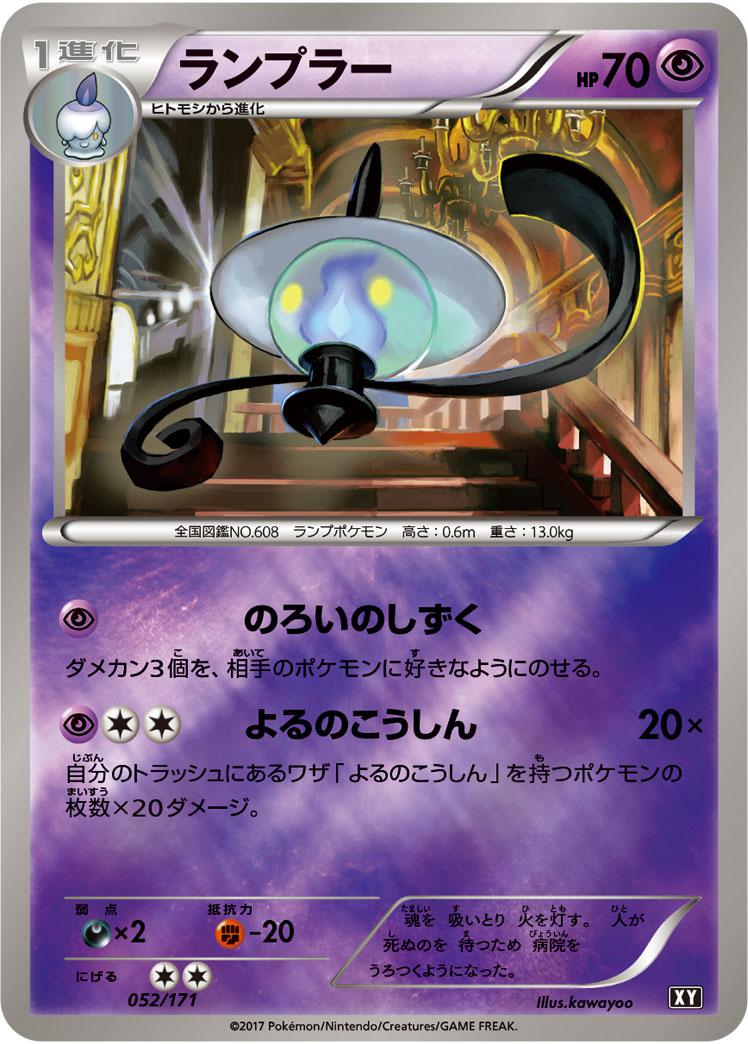 1進化
ランプラー
HP70
ヒトモシから進化
全国図鑑NO.608 ランプポケモン 高さ：0.6m 重さ：13.0kg
のろいのしずく
ダメカン3個を、相手のポケモンに好きなようにのせる。
よるのこうしん 20×
自分のトラッシュにあるワザ「よるのこうしん」を持つポケモンの
枚数×20ダメージ。
弱点 抵抗力
×2 -20
にげる
魂を 吸いとり 火を灯す。 人が
死ぬのを 待つため 病院を
うろつくようになった。
052/171
illus.kawayoo
XY
©2017 Pokémon/Nintendo/Creatures/GAME FREAK.